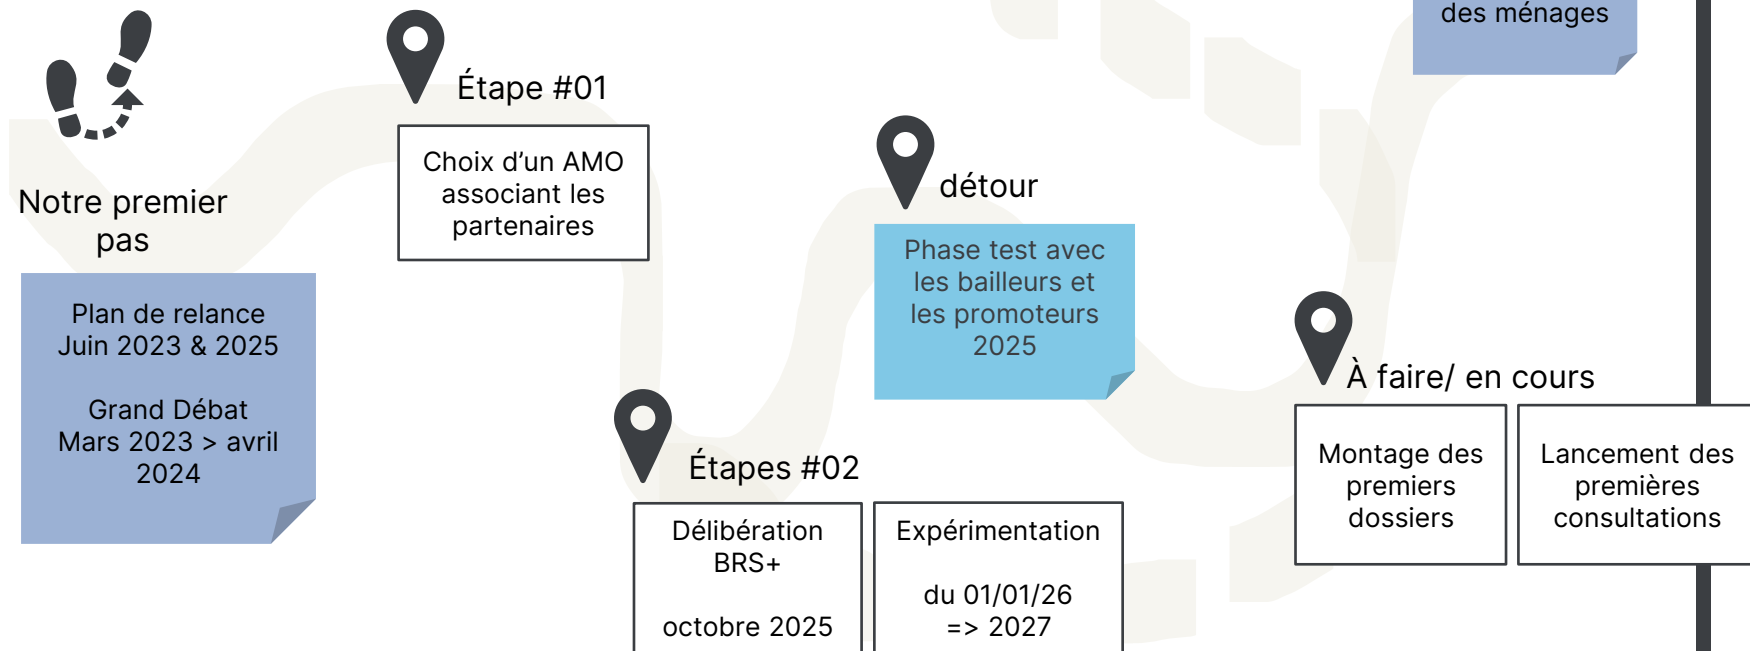 des ménages
Étape #01
Choix d’un AMO
associant les
partenaires
Notre premier
pas
Plan de relance
Juin 2023 & 2025
Grand Débat
Mars 2023 > avril
2024
détour
Phase test avec
les bailleurs et
les promoteurs
2025
Étapes #02
Délibération
BRS+
octobre 2025
Expérimentation
du 01/01/26
=> 2027
À faire/ en cours
Montage des
premiers
dossiers
Lancement des
premières
consultations